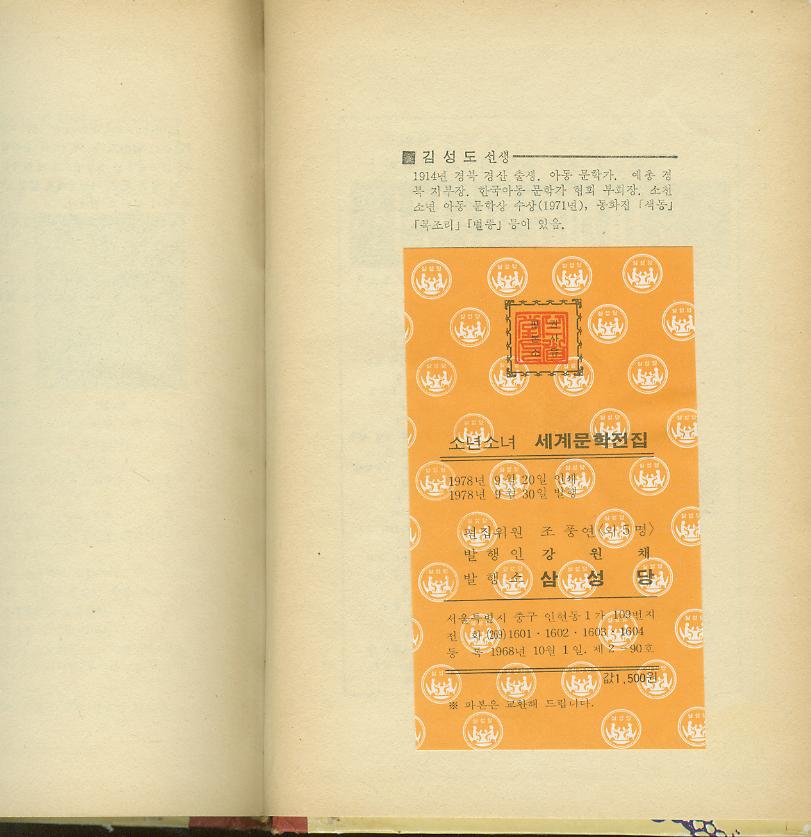 김성도 선생
1914년 경북 경산 출생. 아동 문학가. 예총 경
북 지부장. 한국아동 문학가 협회 부회장. 소천
소년 아동 문학상 수상(1971년), 동화집 「색동」
「복조리」「별똥」 등이 있음.
소년소녀 세계문학전집
1978년 9월 20일 인쇄
1978년 9월 30일 발행
편집위원 조풍연〈외 5명〉
발행인 강원채
발행소 삼성당
서울특별시 중구 인현동 1가 109번지
전 화 (269)1601·1602·1603·1604
등 록 1968년 10월 1일. 제 2-90호
값1,500원
※ 파본은 교환해 드립니다.